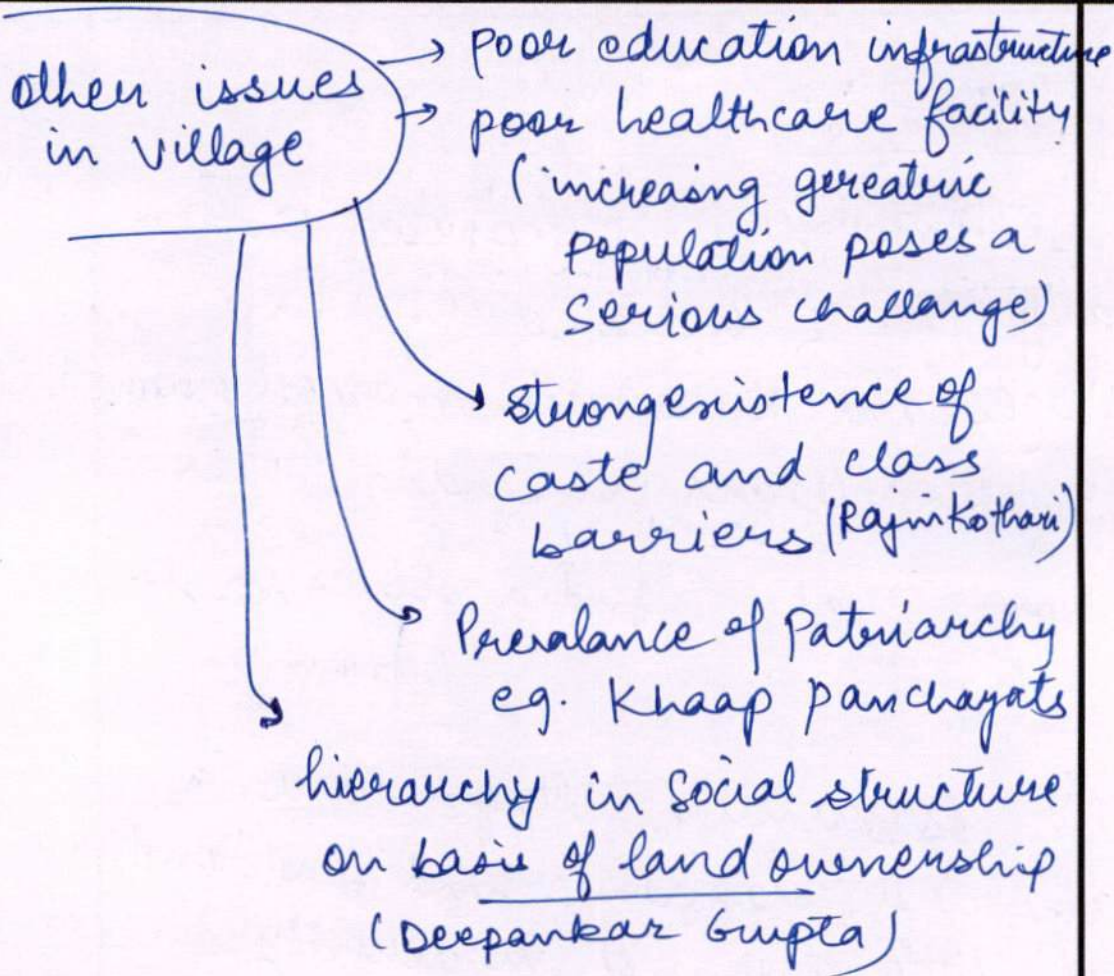 other issues
in village
→ poor education infrastructure
→ poor healthcare facility
(increasing gereatric
population poses a
serious challange)
strong existence of
caste and class
barriers (Rajni Kothari)
Prevalance of Patriarchy
eg. Khaap panchayats
hierarchy in social structure
on basis of land ownership
(Deepankar Gupta)